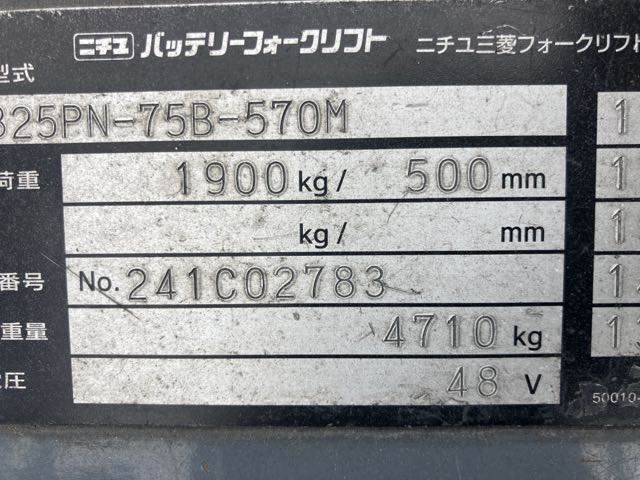 ニチユ バッテリーフォークリフト ニチユ三菱フォークリフト
型式
B25PN-75B-570M
荷重 1900 kg/ 500 mm
kg/ mm
番号 No. 241C02783
重量 4710 kg
圧 48 V
50010-